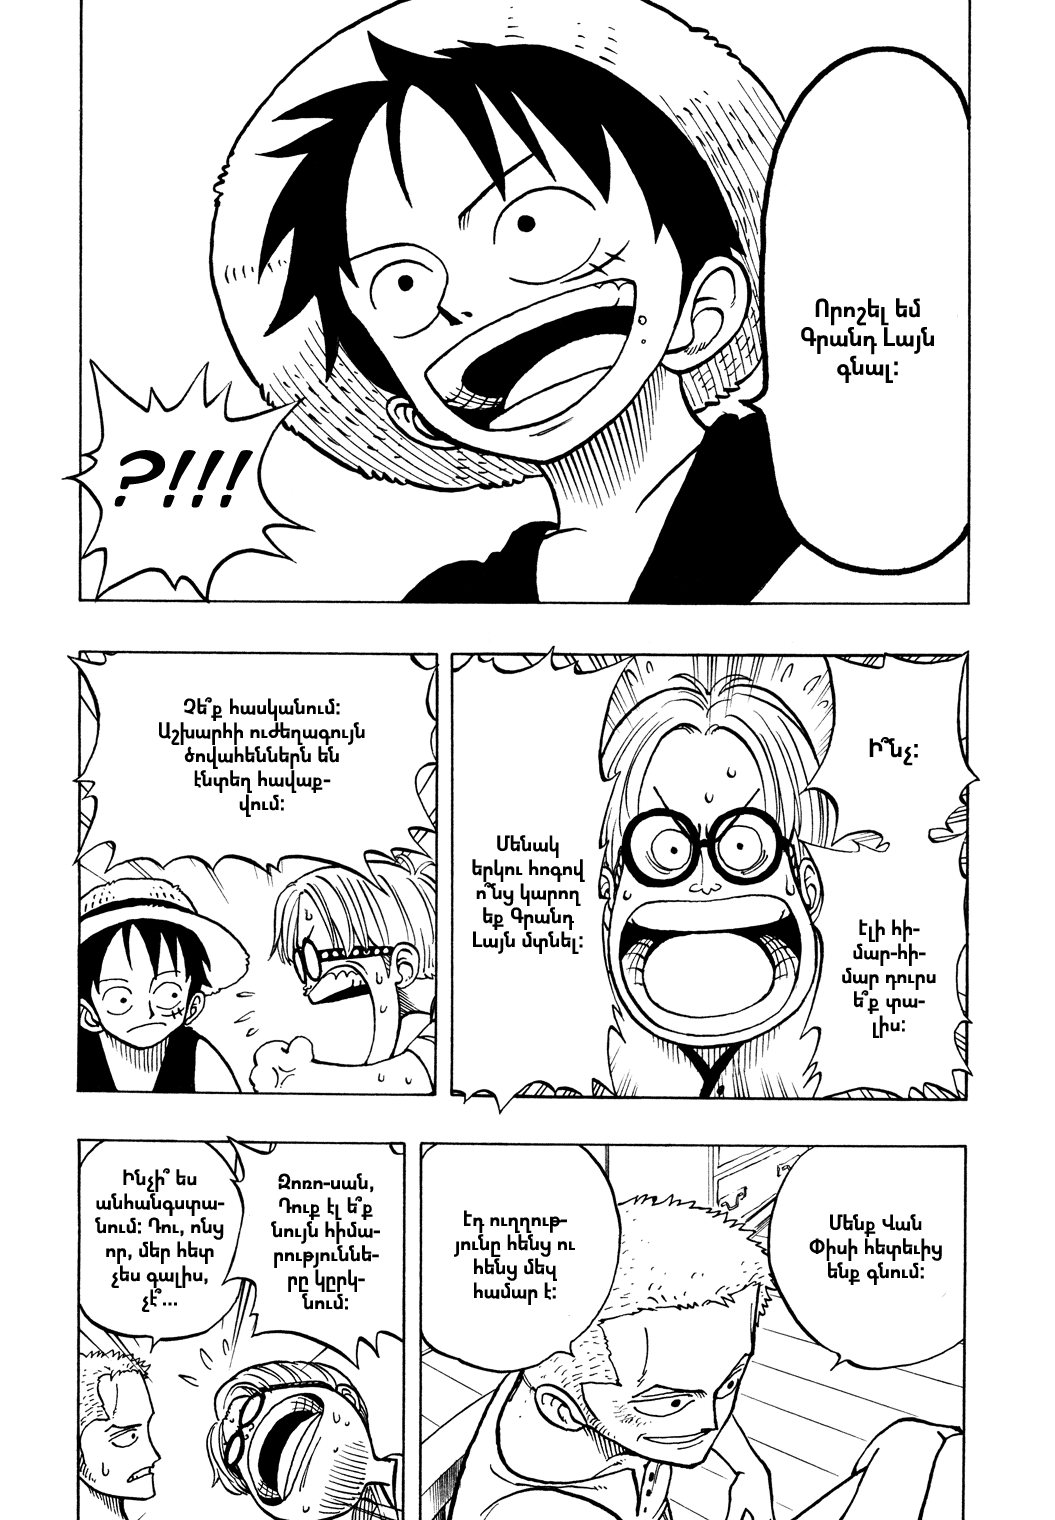 Որոշել եմ
Գրանդ Լայն
գնալ:
?!!!
Ի՞նչ:
Էլի հի-
մար-հի-
մար դուրս
ե՞ք տա-
լիս:
Մենակ
երկու հոգով
ո՞նց կարող
եք Գրանդ
Լայն մտնել:
Չե՞ք հասկանում:
Աշխարհի ուժեղագույն
ծովահեններն են
էնտեղ հավաք-
վում:
Մենք Վան
Փիսի հետեւից
ենք գնում:
Էդ ուղղութ-
յունը հենց ու
հենց մեզ
համար է:
Զոռո-սան,
Դուք էլ ե՞ք
նույն հիմա-
րություննե-
րը կըրկ-
նում:
Ինչի՞ ես
անհանգստա-
նում: Դու, ոնց
որ, մեր հետ
չես գալիս,
չէ՞...